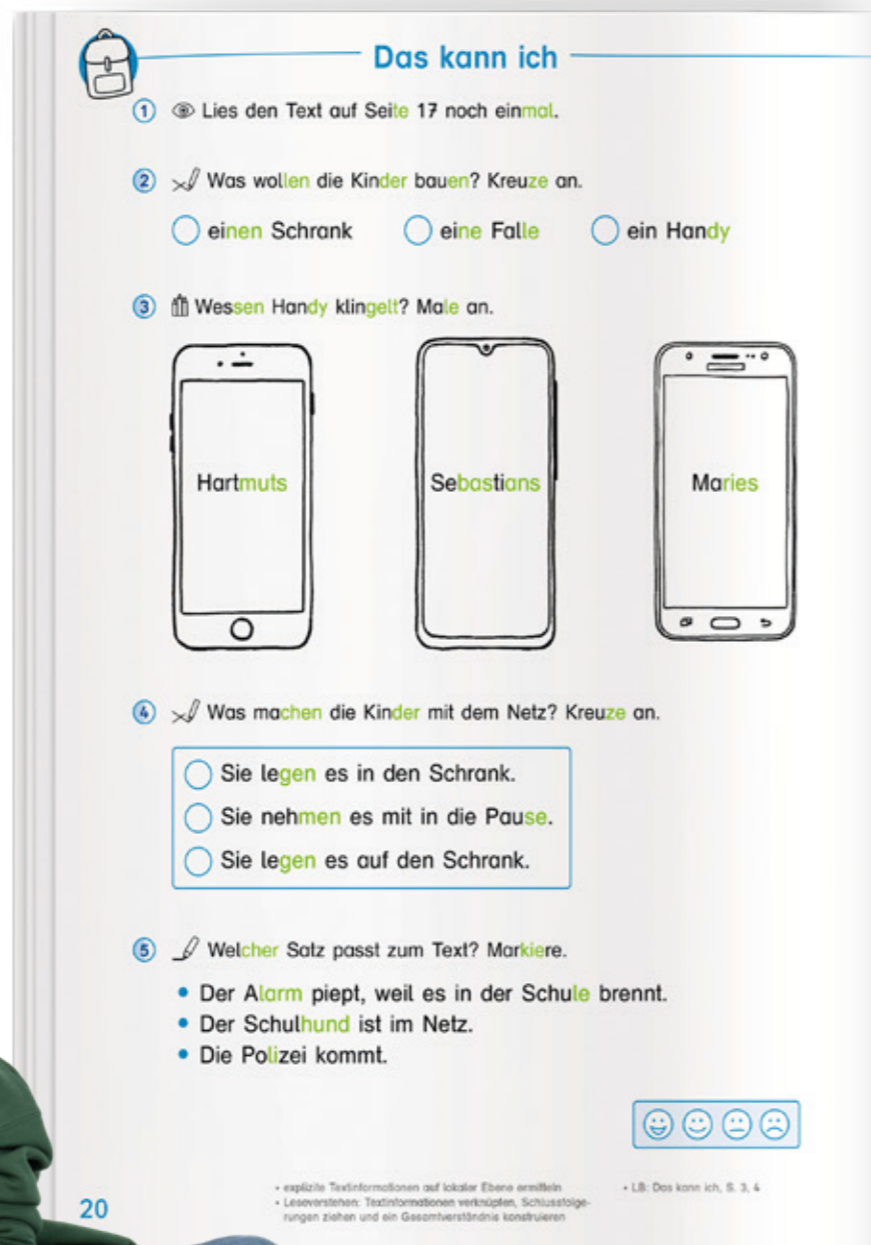 Das kann ich
1 Lies den Text auf Seite 17 noch einmal.
2 Was wollen die Kinder bauen? Kreuze an.
einen Schrank eine Falle ein Handy
3 Wessen Handy klingelt? Male an.
Hartmuts Sebastians Maries
4 Was machen die Kinder mit dem Netz? Kreuze an.
Sie legen es in den Schrank.
Sie nehmen es mit in die Pause.
Sie legen es auf den Schrank.
5 Welcher Satz passt zum Text? Markiere.
• Der Alarm piept, weil es in der Schule brennt.
• Der Schulhund ist im Netz.
• Die Polizei kommt.
• explizite Textinformationen auf lokaler Ebene ermitteln • LB: Das kann ich, S. 3, 4
• Leseverstehen: Textinformationen verknüpfen, Schlussfolge-
rungen ziehen und ein Gesamtverständnis konstruieren
20